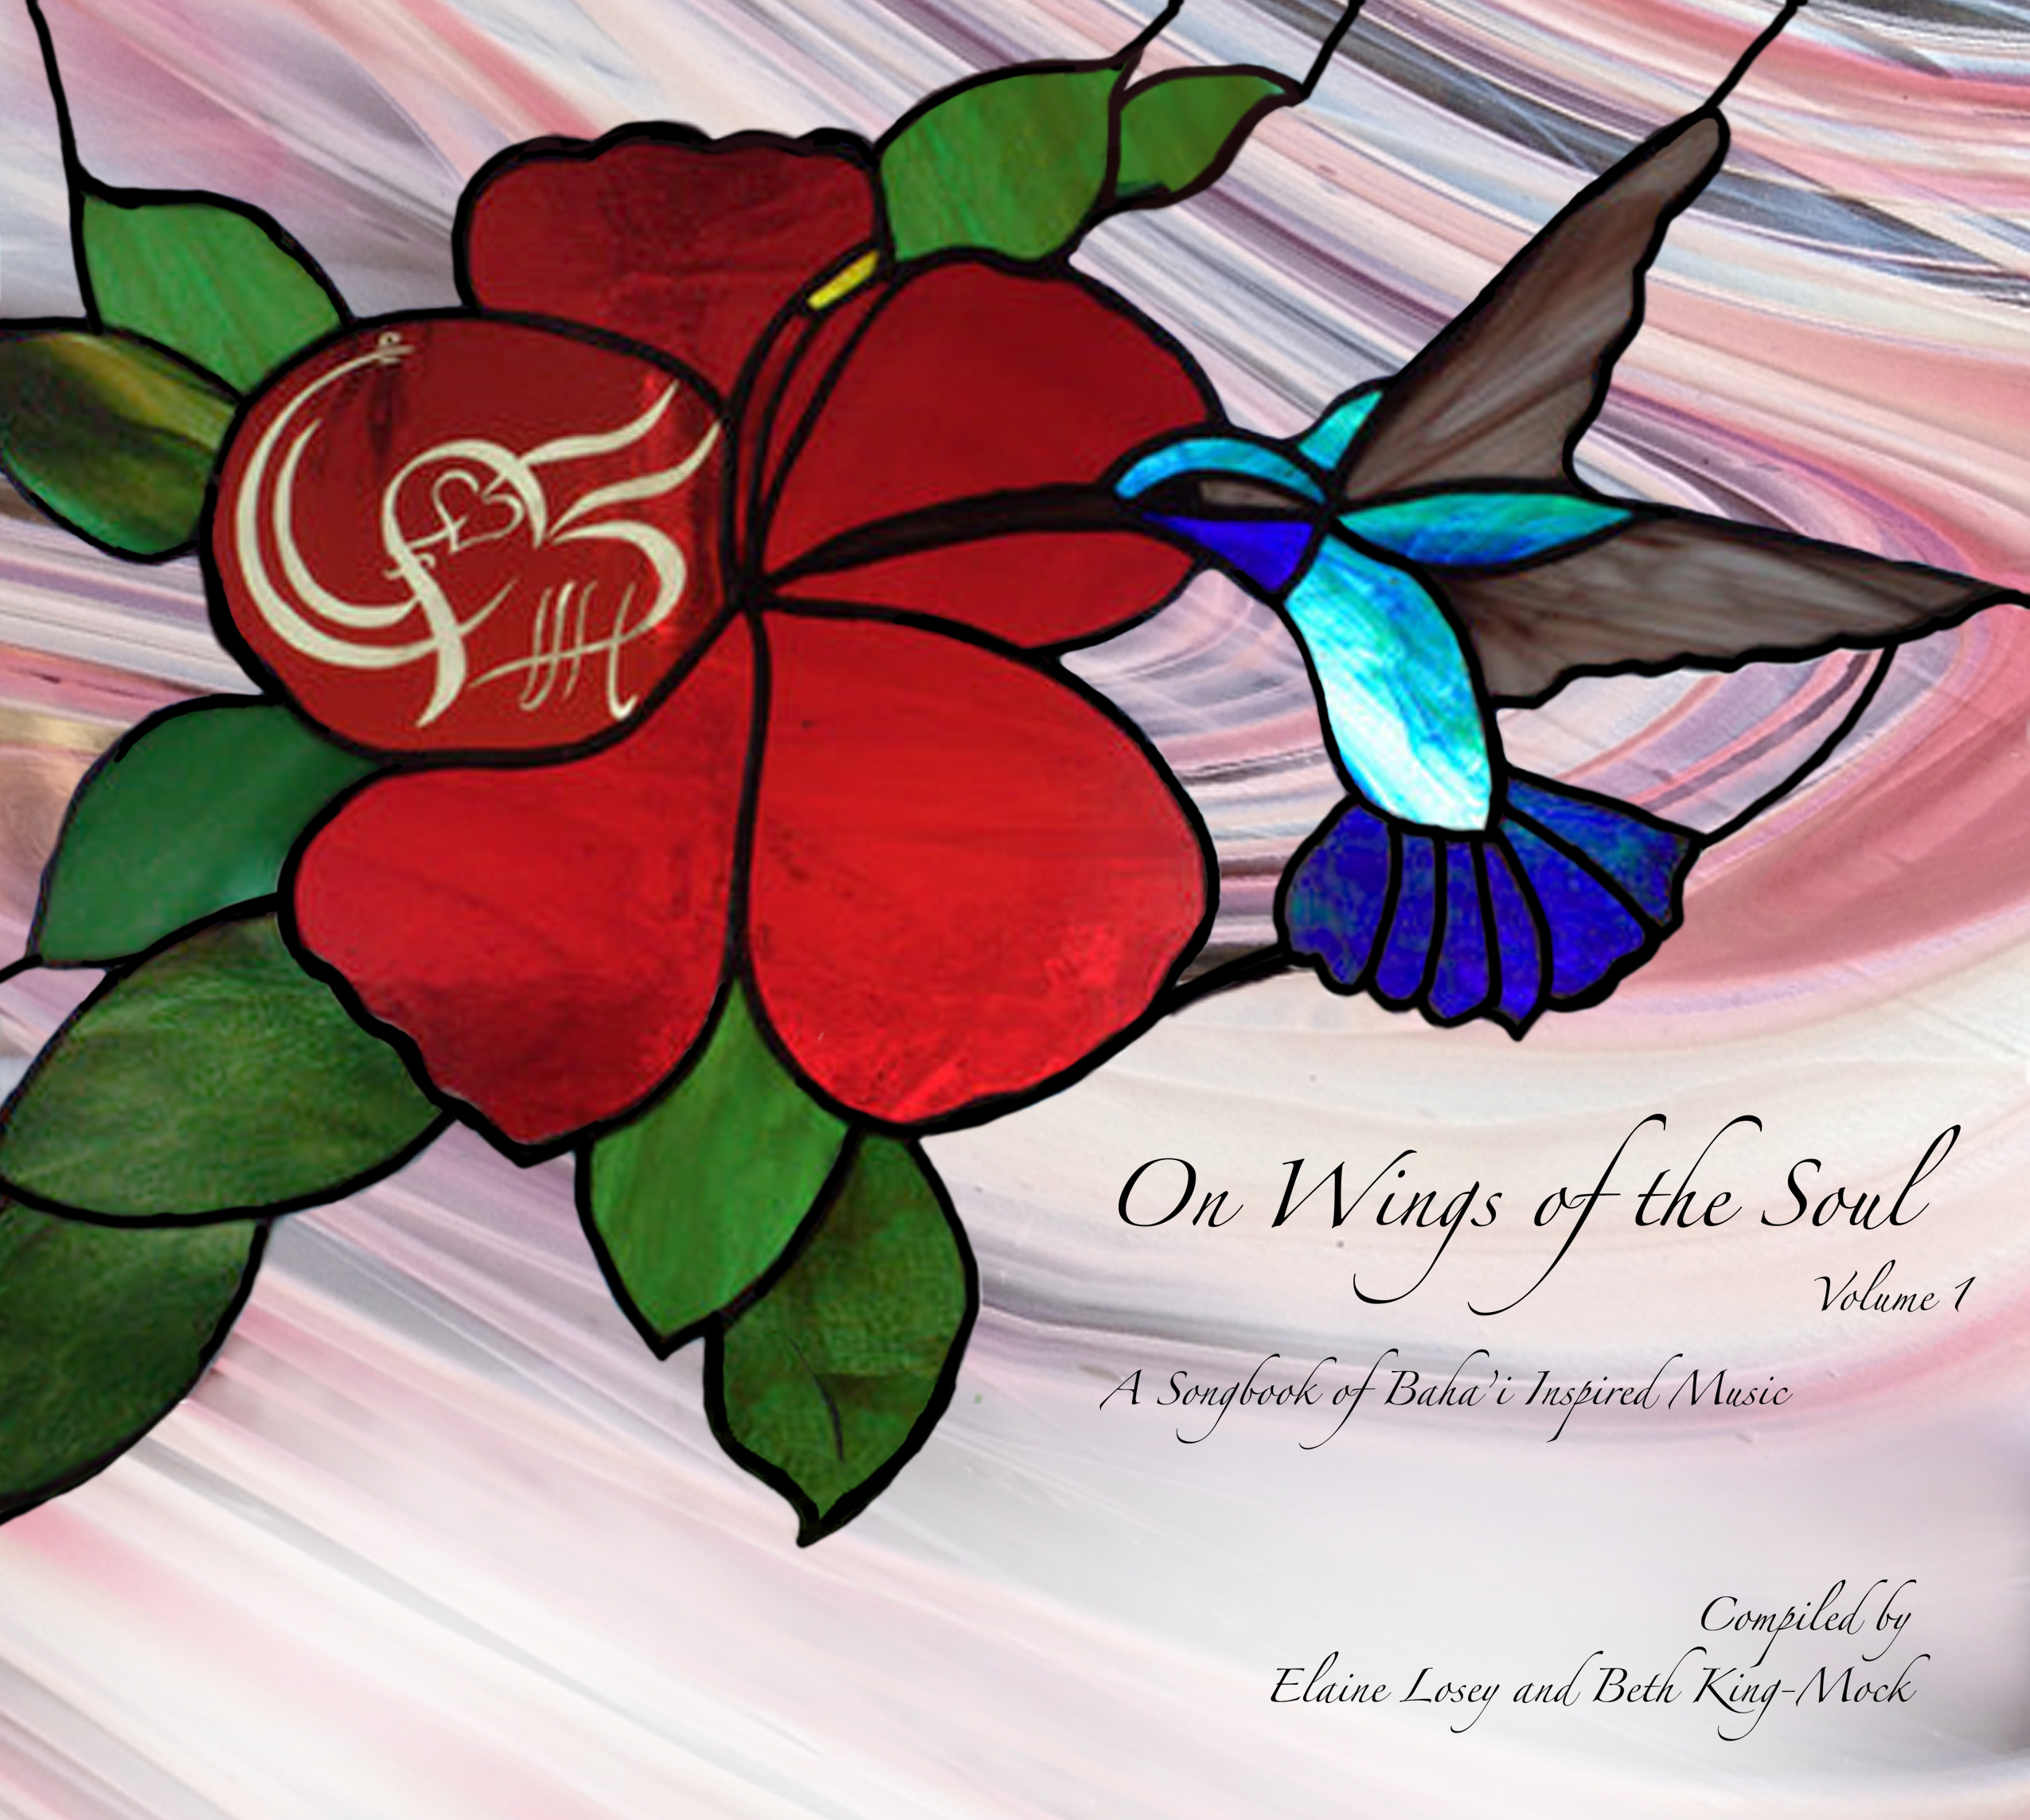 On Wings of the Soul
Volume 1
A Songbook of Baha'i Inspired Music
Compiled by
Elaine Losey and Beth King-Mock